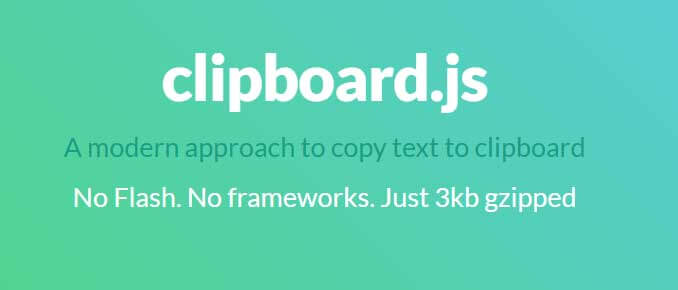 clipboard.js
A modern approach to copy text to clipboard
No Flash. No frameworks. Just 3kb gzipped